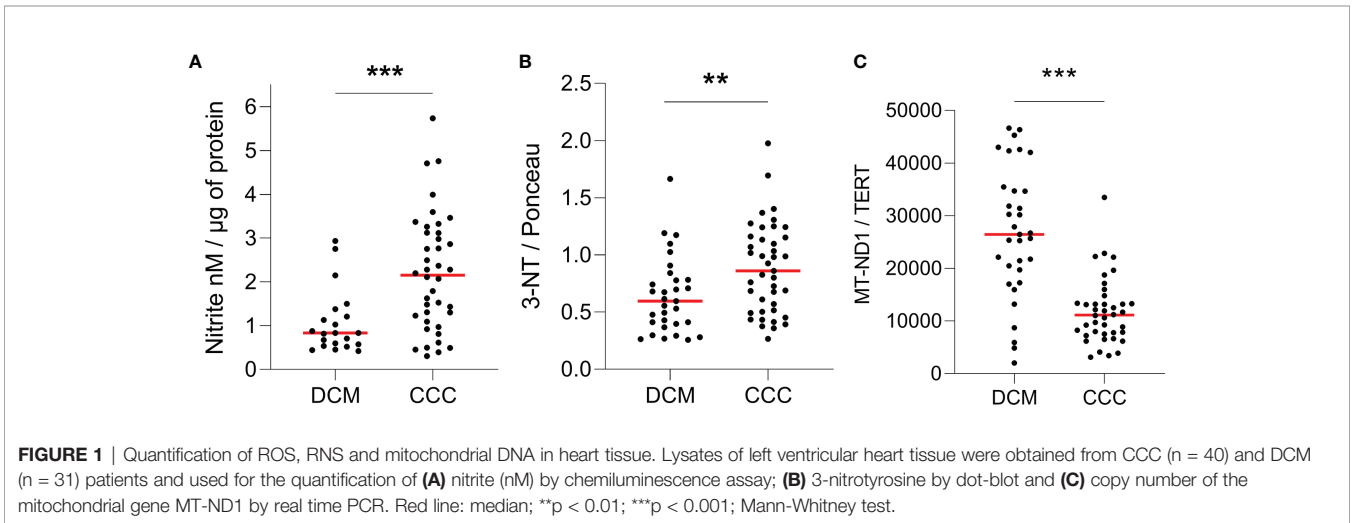 A
***
Nitrite nM / µg of protein
6
5
4
3
2
1
0
DCM
CCC
B
**
3-NT / Ponceau
2.5
2.0
1.5
1.0
0.5
0.0
DCM
CCC
C
***
MT-ND1 / TERT
50000
40000
30000
20000
10000
0
DCM
CCC
FIGURE 1 | Quantification of ROS, RNS and mitochondrial DNA in heart tissue. Lysates of left ventricular heart tissue were obtained from CCC (n = 40) and DCM
(n = 31) patients and used for the quantification of (A) nitrite (nM) by chemiluminescence assay; (B) 3-nitrotyrosine by dot-blot and (C) copy number of the
mitochondrial gene MT-ND1 by real time PCR. Red line: median; **p < 0.01; ***p < 0.001; Mann-Whitney test.